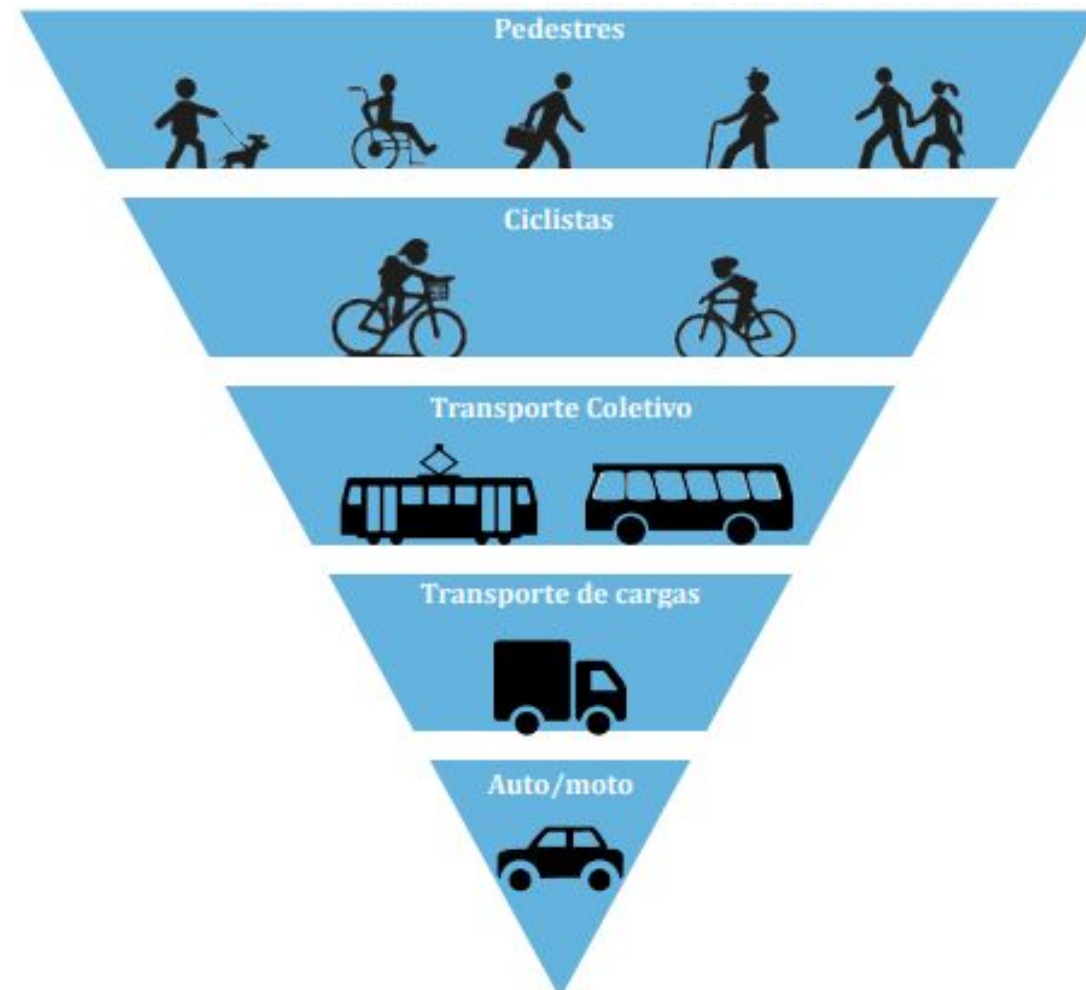 Pedestres
Ciclistas
Transporte Coletivo
Transporte de cargas
Auto/moto